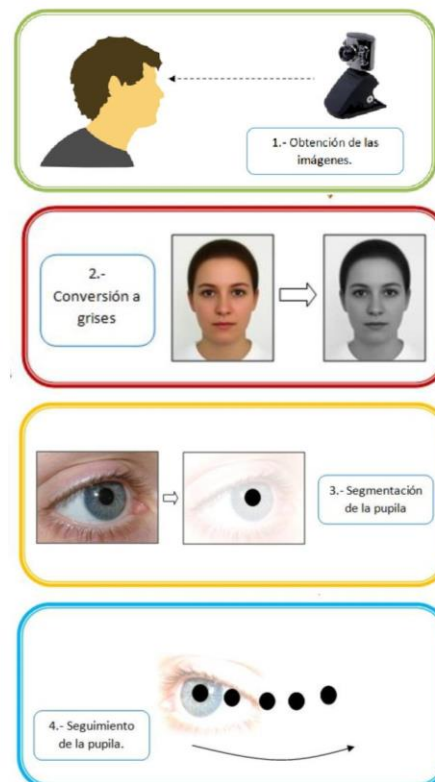 1.- Obtención de las
imágenes.
2.-
Conversión a
grises
3.- Segmentación
de la pupila
4.- Seguimiento
de la pupila.